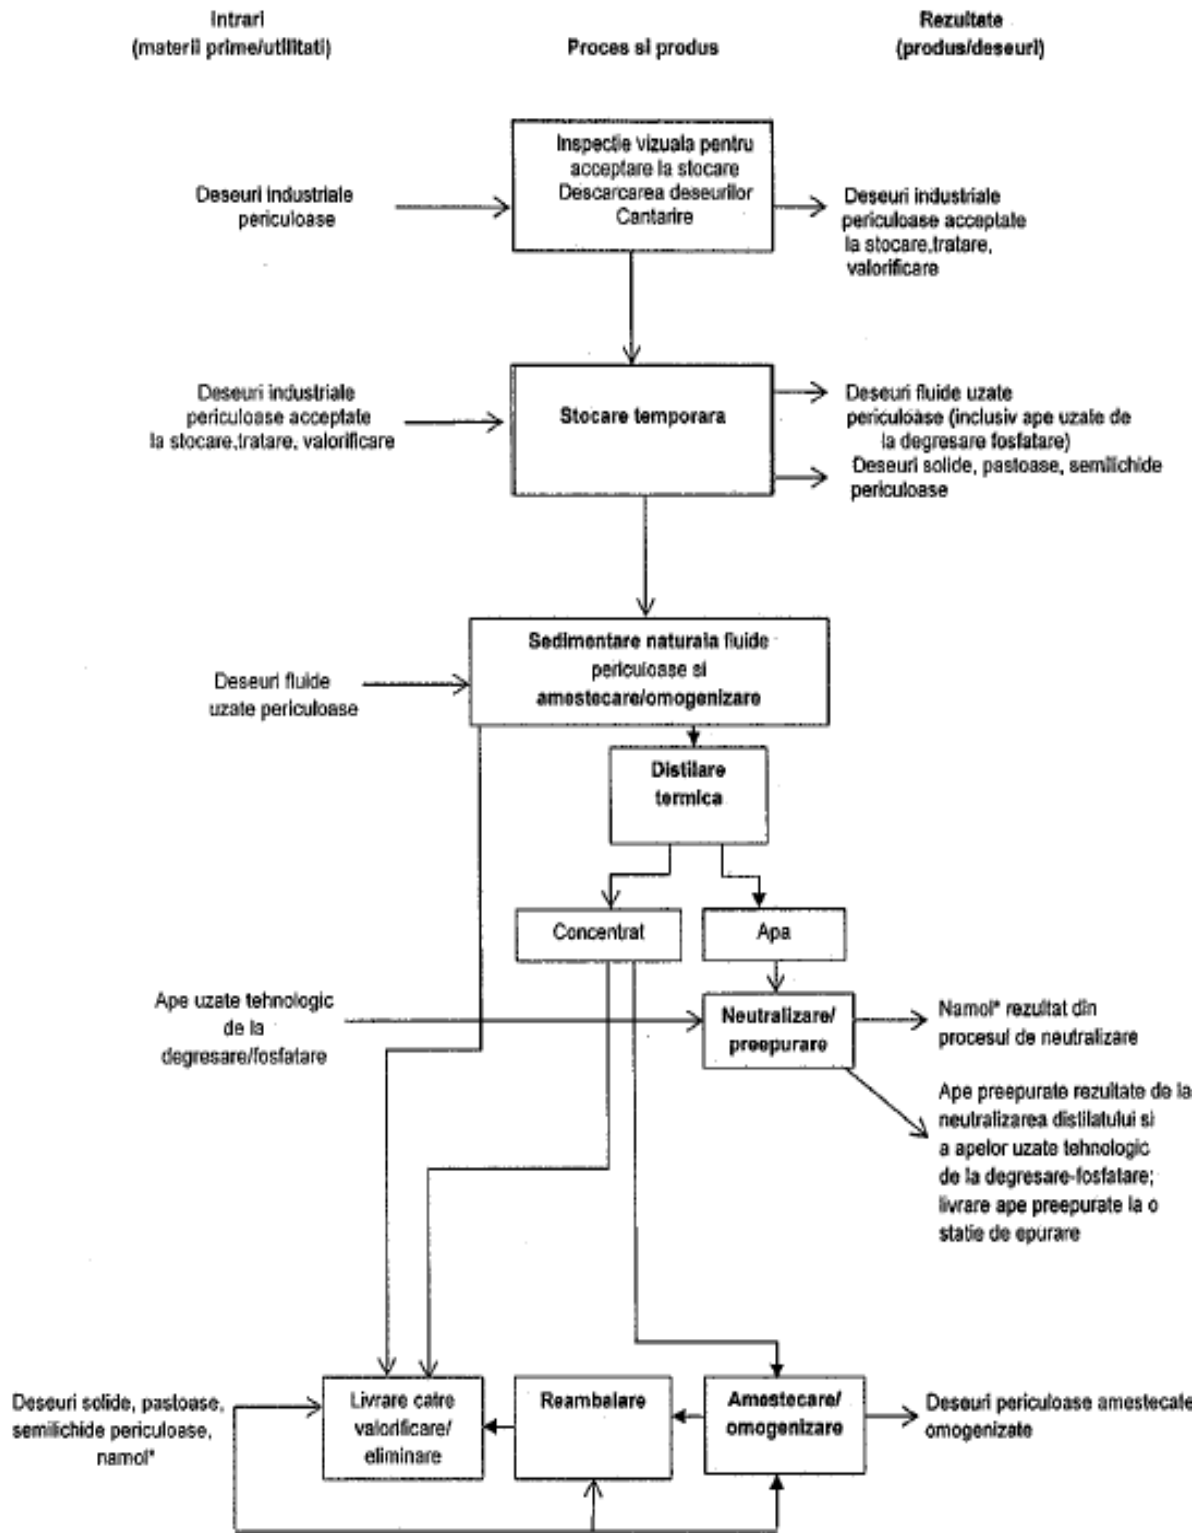 Intrari
(materii prime/utilitati)
Proces si produs
Rezultate
(produs/deseuri)
Inspectie vizuala pentru
acceptare la stocare
Descarcarea deseurilor
Cantarire
Deseuri industriale
periculoase
Deseuri industriale
periculoase acceptate
la stocare,tratare,
valorificare
Deseuri industriale
periculoase acceptate
la stocare,tratare, valorificare
Stocare temporara
Deseuri fluide uzate
periculoase (inclusiv ape uzate de
la degresare fosfatare)
Deseuri solide, pastoase, semilichide
periculoase
Sedimentare naturala fluide
periculoase si
amestecare/omogenizare
Deseuri fluide
uzate periculoase
Distilare
termica
Concentrat
Apa
Ape uzate tehnologic
de la
degresare/fosfatare
Neutralizare/
preepurare
Namol* rezultat din
procesul de neutralizare
Ape preepurate rezultate de la
neutralizarea distilatului si
a apelor uzate tehnologic
de la degresare-fosfatare;
livrare ape preepurate la o
statie de epurare
Deseuri solide, pastoase,
semilichide periculoase,
namol*
Livrare catre
valorificare/
eliminare
Reambalare
Amestecare/
omogenizare
Deseuri periculoase amestecate
omogenizate